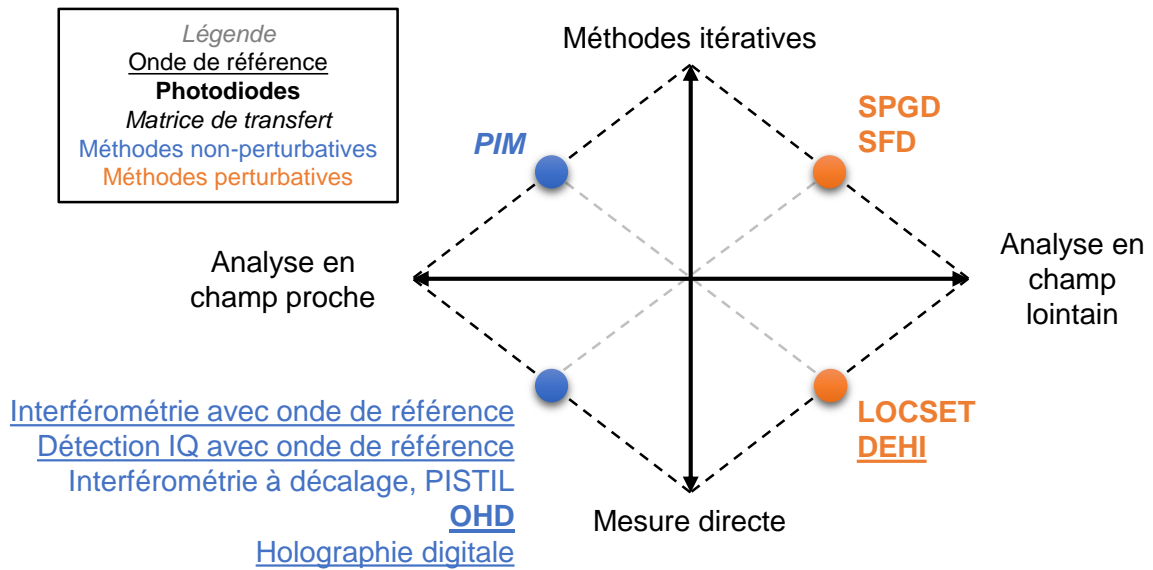 Légende
Onde de référence
Photodiodes
Matrice de transfert
Méthodes non-perturbatives
Méthodes perturbatives
Méthodes itératives
SPGD
SFD
PIM
Analyse en
champ proche
Analyse en
champ
lointain
Interférométrie avec onde de référence
Détection IQ avec onde de référence
Interférométrie à décalage, PISTIL
OHD
Holographie digitale
LOCSET
DEHI
Mesure directe